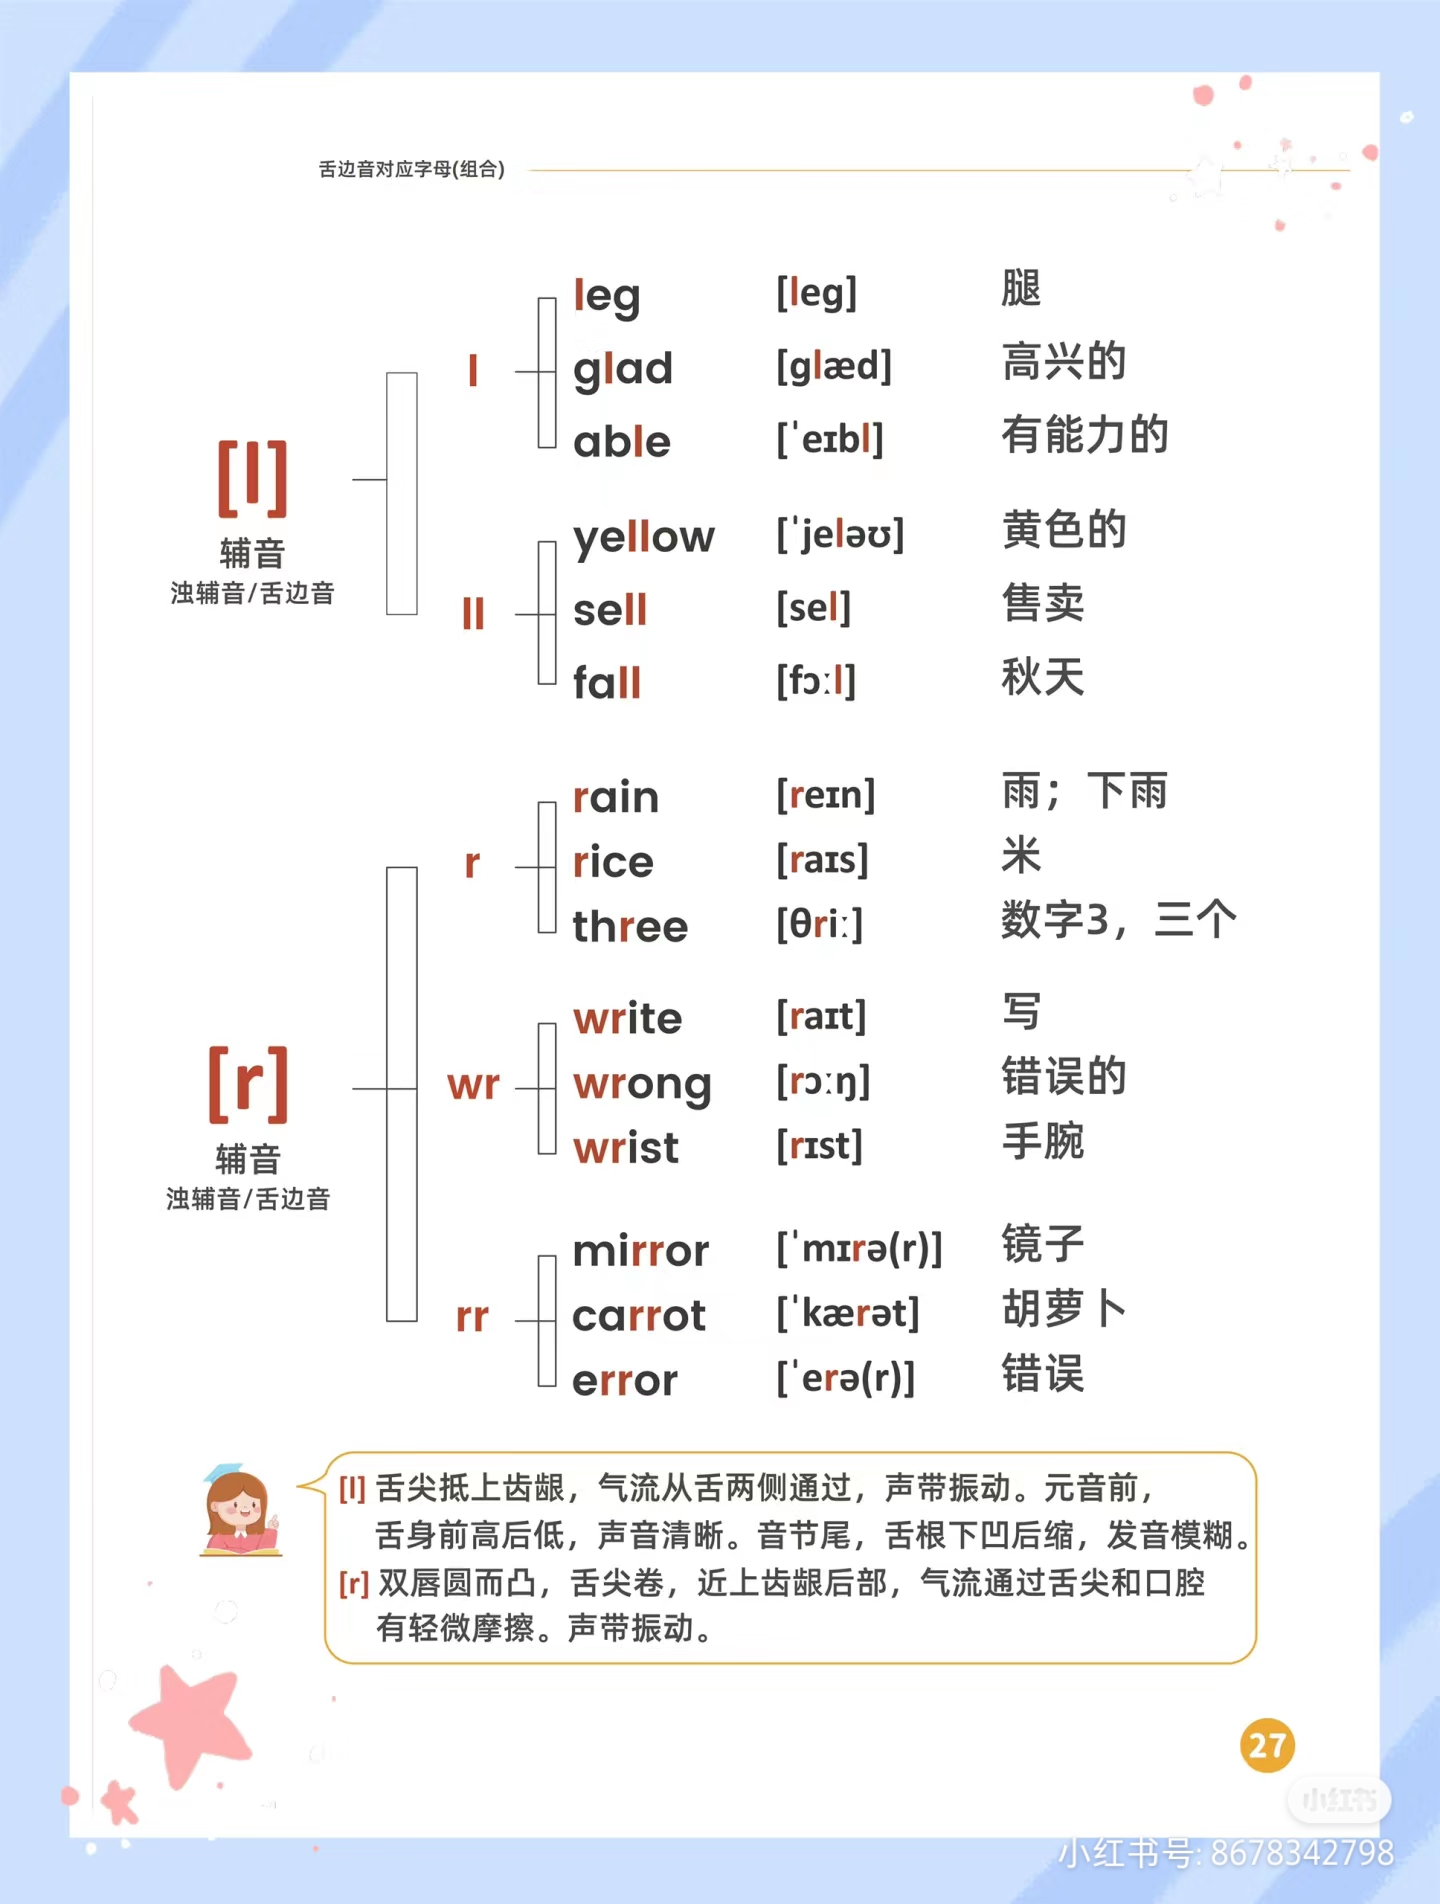 舌边音对应字母(组合)
[l]
辅音
浊辅音/舌边音
l
leg [leg] 腿
glad [glæd] 高兴的
able [ˈeɪbl] 有能力的
ll
yellow [ˈjeləʊ] 黄色的
sell [sel] 售卖
fall [fɔːl] 秋天
[r]
辅音
浊辅音/舌边音
r
rain [reɪn] 雨；下雨
rice [raɪs] 米
three [θriː] 数字3，三个
wr
write [raɪt] 写
wrong [rɔːŋ] 错误的
wrist [rɪst] 手腕
rr
mirror [ˈmɪrə(r)] 镜子
carrot [ˈkærət] 胡萝卜
error [ˈerə(r)] 错误
[l] 舌尖抵上齿龈，气流从舌两侧通过，声带振动。元音前，
舌身前高后低，声音清晰。音节尾，舌根下凹后缩，发音模糊。
[r] 双唇圆而凸，舌尖卷，近上齿龈后部，气流通过舌尖和口腔
有轻微摩擦。声带振动。
27
小红书
小红书号: 8678342798